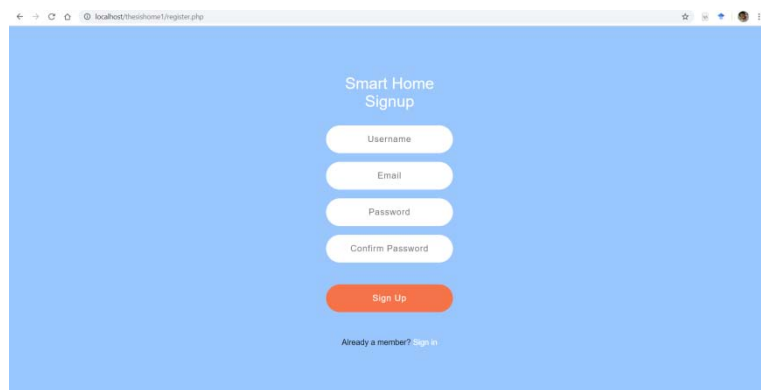 localhost/thesishome1/register.php
Smart Home
Signup
Username
Email
Password
Confirm Password
Sign Up
Already a member? Sign in